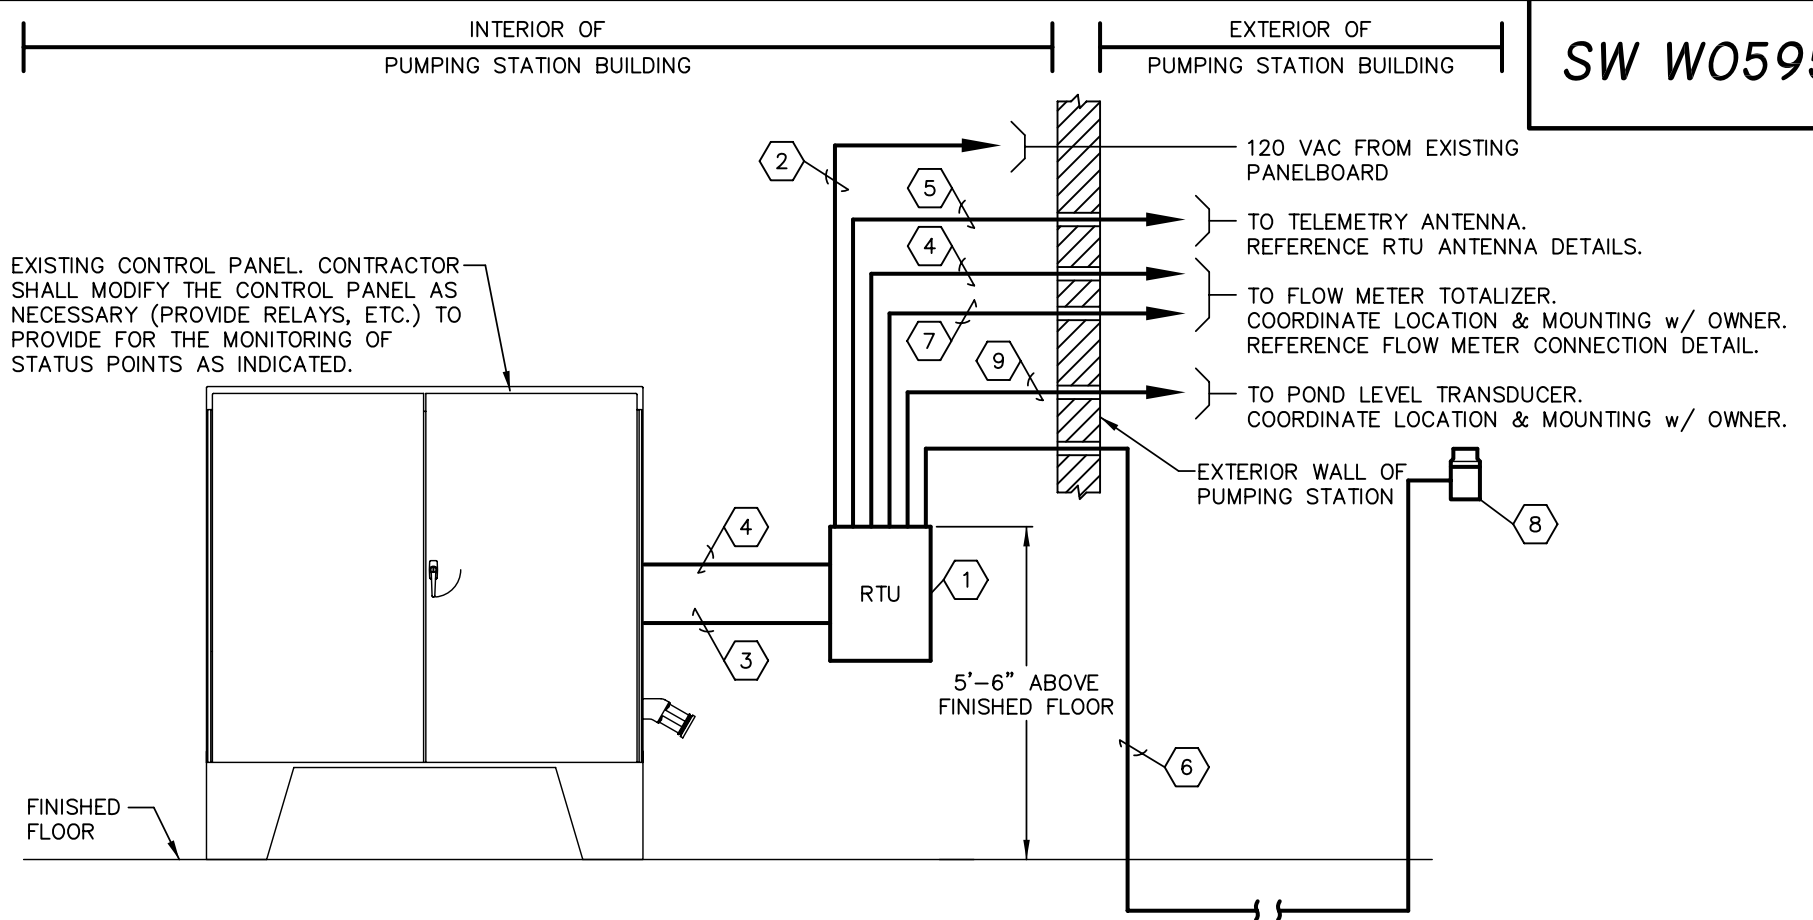 INTERIOR OF
PUMPING STATION BUILDING
EXTERIOR OF
PUMPING STATION BUILDING
SW W059
2
120 VAC FROM EXISTING
PANELBOARD
5
TO TELEMETRY ANTENNA.
REFERENCE RTU ANTENNA DETAILS.
4
EXISTING CONTROL PANEL. CONTRACTOR
SHALL MODIFY THE CONTROL PANEL AS
NECESSARY (PROVIDE RELAYS, ETC.) TO
PROVIDE FOR THE MONITORING OF
STATUS POINTS AS INDICATED.
TO FLOW METER TOTALIZER.
COORDINATE LOCATION & MOUNTING w/ OWNER.
REFERENCE FLOW METER CONNECTION DETAIL.
7
9
TO POND LEVEL TRANSDUCER.
COORDINATE LOCATION & MOUNTING w/ OWNER.
EXTERIOR WALL OF
PUMPING STATION
8
4
RTU
1
3
5'-6" ABOVE
FINISHED FLOOR
6
FINISHED
FLOOR